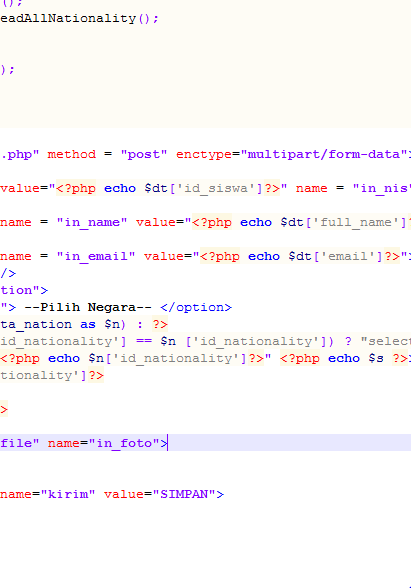 ();
eadAllNationality();
);
.php" method = "post" enctype="multipart/form-data">
value="<?php echo $dt['id_siswa']?>" name = "in_nis"
name = "in_name" value="<?php echo $dt['full_name']?
name = "in_email" value="<?php echo $dt['email']?>">
/>
tion">
"> --Pilih Negara-- </option>
ta_nation as $n) : ?>
id_nationality'] == $n ['id_nationality']) ? "select
<?php echo $n['id_nationality']?>" <?php echo $s ?>>
tionality']?>
>
file" name="in_foto">
name="kirim" value="SIMPAN">